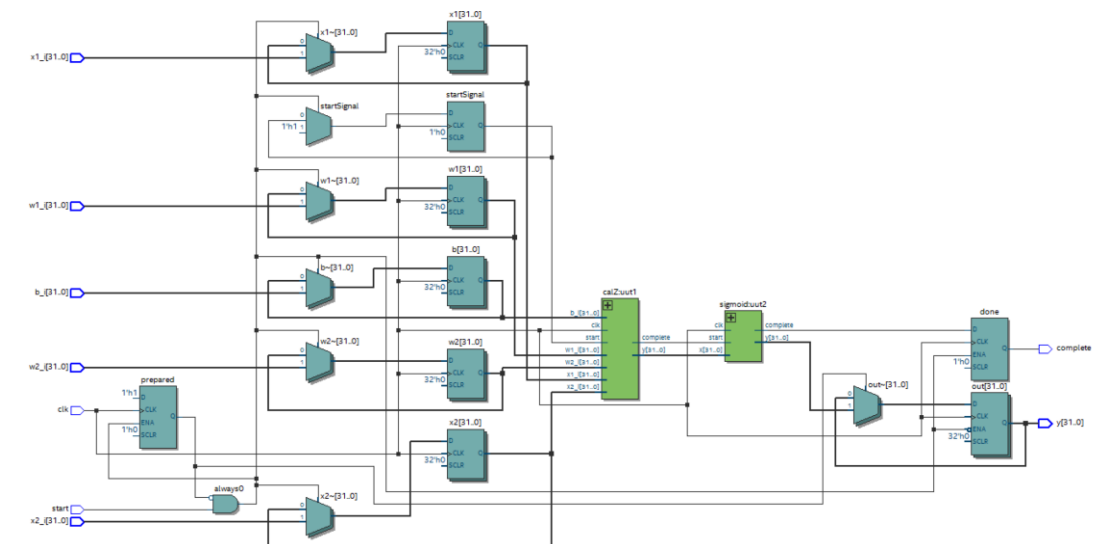 x1[31..0]
x1~[31..0]
D
0
x1_i[31..0]
1
CLK
Q
32'h0
SCLR
startSignal
startSignal
0
D
1'h1
1
CLK
Q
1'h0
SCLR
w1[31..0]
w1~[31..0]
0
D
w1_i[31..0]
1
CLK
Q
32'h0
SCLR
b[31..0]
b~[31..0]
0
D
b_i[31..0]
1
CLK
Q
32'h0
SCLR
calZ:uut1
sigmoid:uut2
b_i[31..0]
clk
start
W1_i[31..0]
W2_i[31..0]
x1_i[31..0]
x2_i[31..0]
complete
y[31..0]
clk
start
x[31..0]
complete
y[31..0]
done
D
CLK
ENA
Q
1'h0
SCLR
complete
w2[31..0]
w2~[31..0]
0
D
w2_i[31..0]
1
CLK
Q
32'h0
SCLR
prepared
1'h1
D
clk
CLK
Q
ENA
1'h0
SCLR
out~[31..0]
0
1
out[31..0]
D
CLK
Q
ENA
32'h0
SCLR
y[31..0]
x2[31..0]
D
CLK
Q
32'h0
SCLR
always0
start
x2~[31..0]
0
x2_i[31..0]
1